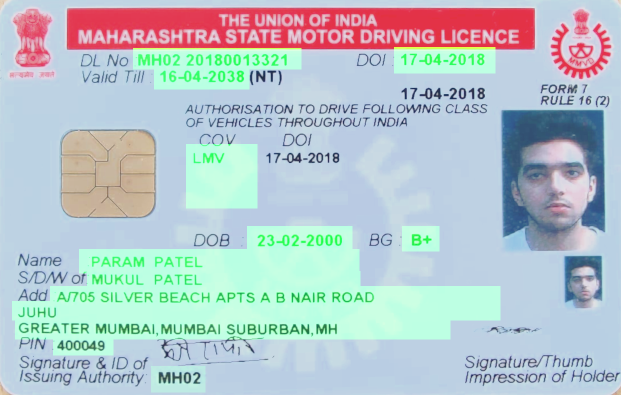 THE UNION OF INDIA
MAHARASHTRA STATE MOTOR DRIVING LICENCE
DL No MH02 20180013321 DOI 17-04-2018
Valid Till : 16-04-2038 (NT) 17-04-2018
FORM 7
RULE 16 (2)
AUTHORISATION TO DRIVE FOLLOWING CLASS
OF VEHICLES THROUGHOUT INDIA
COV DOI
LMV 17-04-2018
DOB : 23-02-2000 BG : B+
Name PARAM PATEL
S/D/W of MUKUL PATEL
Add A/705 SILVER BEACH APTS A B NAIR ROAD
JUHU
GREATER MUMBAI,MUMBAI SUBURBAN,MH
PIN 400049
Signature & ID of
Issuing Authority: MH02
Signature/Thumb
Impression of Holder
MMVD